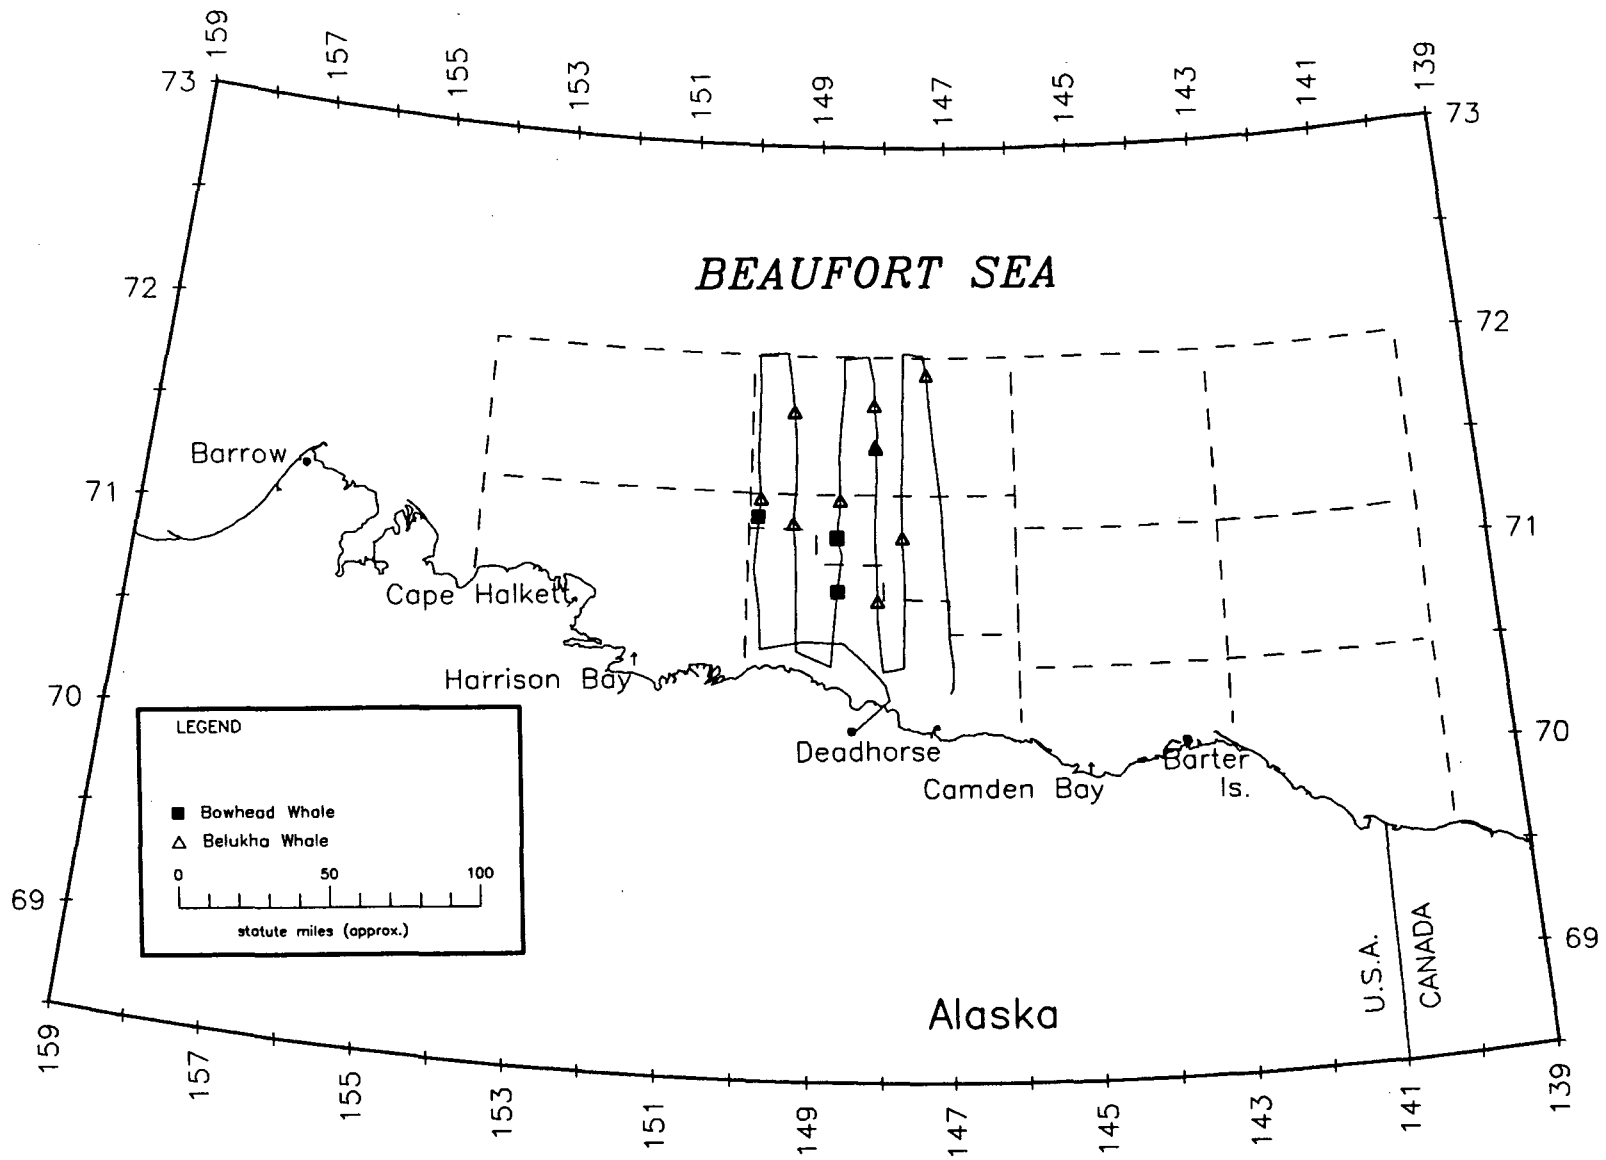 159
157
155
153
151
149
147
145
143
141
139
73
73
BEAUFORT SEA
72
72
Barrow
71
71
Cape Halkett
Harrison Bay
70
70
LEGEND
Deadhorse
Barter
Is.
Camden Bay
Bowhead Whale
Belukha Whale
0 50 100
statute miles (approx.)
69
69
U.S.A.
CANADA
Alaska
159
157
155
153
151
149
147
145
143
141
139